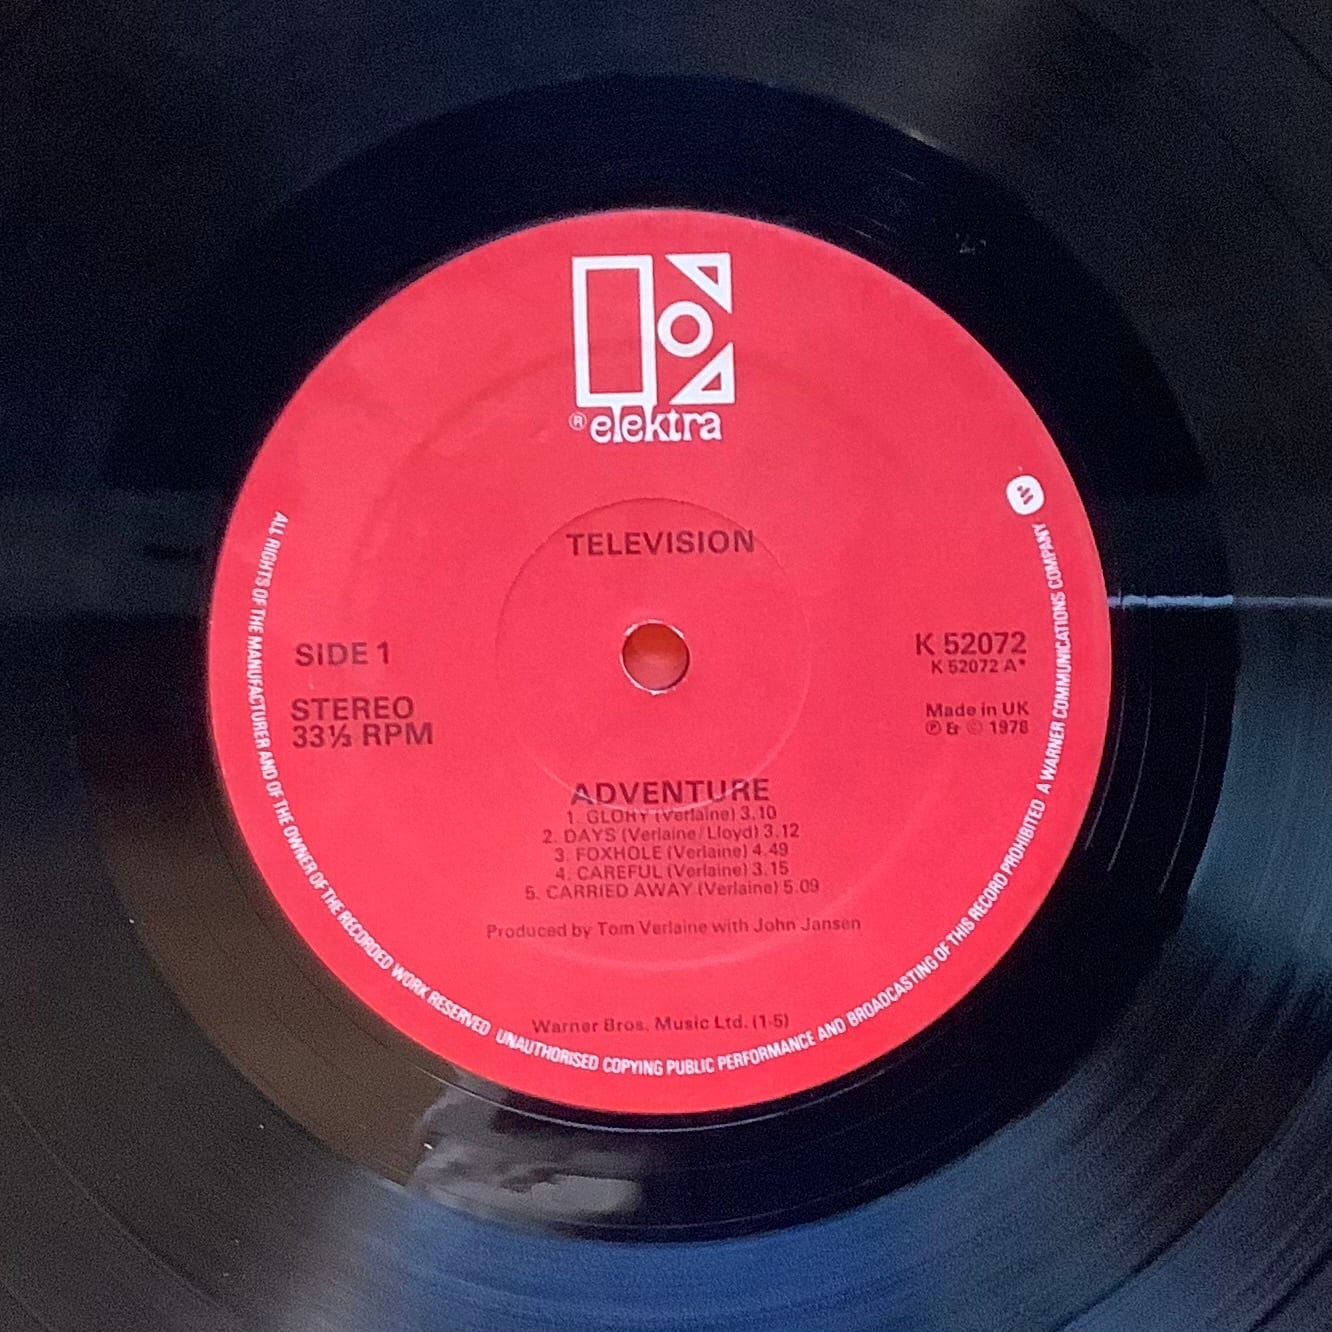 ® elektra
TELEVISION
SIDE 1
STEREO
33⅓ RPM
K 52072
K 52072 A*
Made in UK
℗ & © 1978
ADVENTURE
1. GLORY (Verlaine) 3.10
2. DAYS (Verlaine/Lloyd) 3.12
3. FOXHOLE (Verlaine) 4.49
4. CAREFUL (Verlaine) 3.15
5. CARRIED AWAY (Verlaine) 5.09
Produced by Tom Verlaine with John Jansen
Warner Bros. Music Ltd. (1-5)
ALL RIGHTS OF THE MANUFACTURER AND OF THE OWNER OF THE RECORDED WORK RESERVED UNAUTHORISED COPYING PUBLIC PERFORMANCE AND BROADCASTING OF THIS RECORD PROHIBITED A WARNER COMMUNICATIONS COMPANY